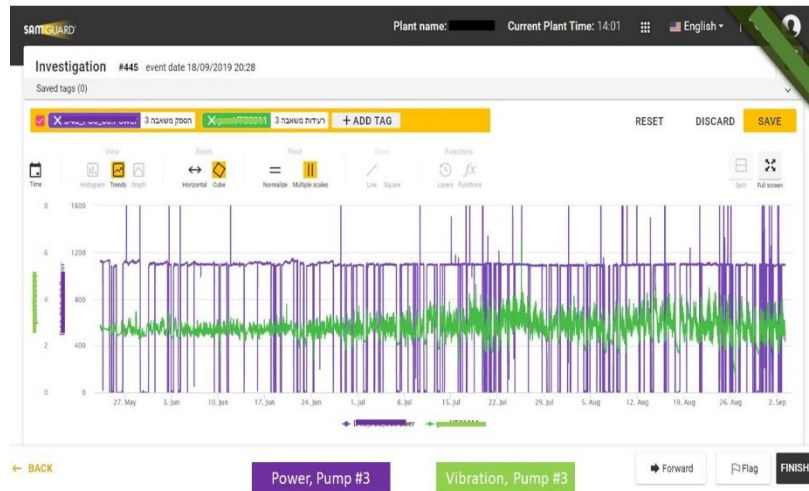 SAMGUARD
Plant name: Current Plant Time: 14:01 English
Investigation #445 event date 18/09/2019 20:28
Saved tags (0)
הספק משאבה 3 רעידות משאבה 3 + ADD TAG RESET DISCARD SAVE
View Zoom Pivot Functions
Time Histogram Trends Graph Horizontal Cube Normalize Multiple scales Line Square Layers Functions Split Full screen
8 1600
6 1200
4 800
2 400
0 0
27. May 3. Jun 10. Jun 17. Jun 24. Jun 1. Jul 8. Jul 15. Jul 22. Jul 29. Jul 5. Aug 12. Aug 19. Aug 26. Aug 2. Sep
← BACK Power, Pump #3 Vibration, Pump #3 Forward Flag FINISH